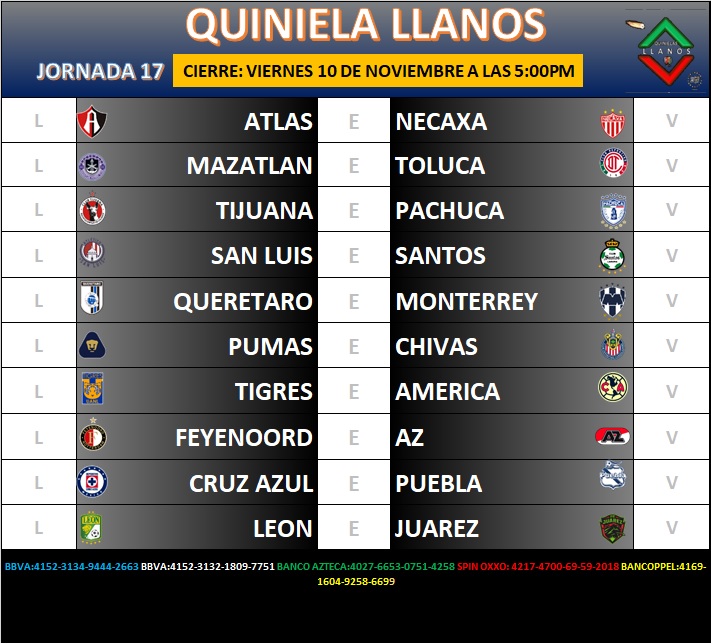 QUINIELA LLANOS
JORNADA 17 CIERRE: VIERNES 10 DE NOVIEMBRE A LAS 5:00PM
QUINIELAS
LLANOS
L ATLAS E NECAXA V
L MAZATLAN E TOLUCA V
L TIJUANA E PACHUCA V
L SAN LUIS E SANTOS V
L QUERETARO E MONTERREY V
L PUMAS E CHIVAS V
L TIGRES E AMERICA V
L FEYENOORD E AZ V
L CRUZ AZUL E PUEBLA V
L LEON E JUAREZ V
BBVA:4152-3134-9444-2663 BBVA:4152-3132-1809-7751 BANCO AZTECA:4027-6653-0751-4258 SPIN OXXO: 4217-4700-69-59-2018 BANCOPPEL:4169-
1604-9258-6699